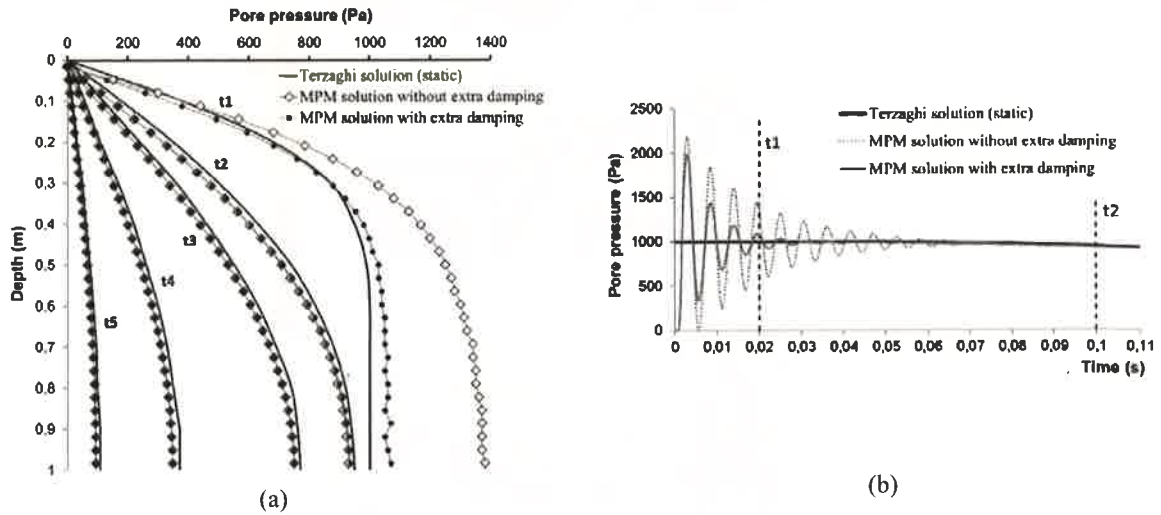 Pore pressure (Pa)
0 200 400 600 800 1000 1200 1400
0
0,1
0,2
0,3
0,4
0,5
0,6
0,7
0,8
0,9
1
Depth (m)
Terzaghi solution (static)
MPM solution without extra damping
MPM solution with extra damping
t1
t2
t3
t4
t5
(a)
Pore pressure (Pa)
2500
2000
1500
1000
500
0
Terzaghi solution (static)
MPM solution without extra damping
MPM solution with extra damping
t1
t2
0 0,01 0,02 0,03 0,04 0,05 0,06 0,07 0,08 0,09 0,1 0,11
Time (s)
(b)